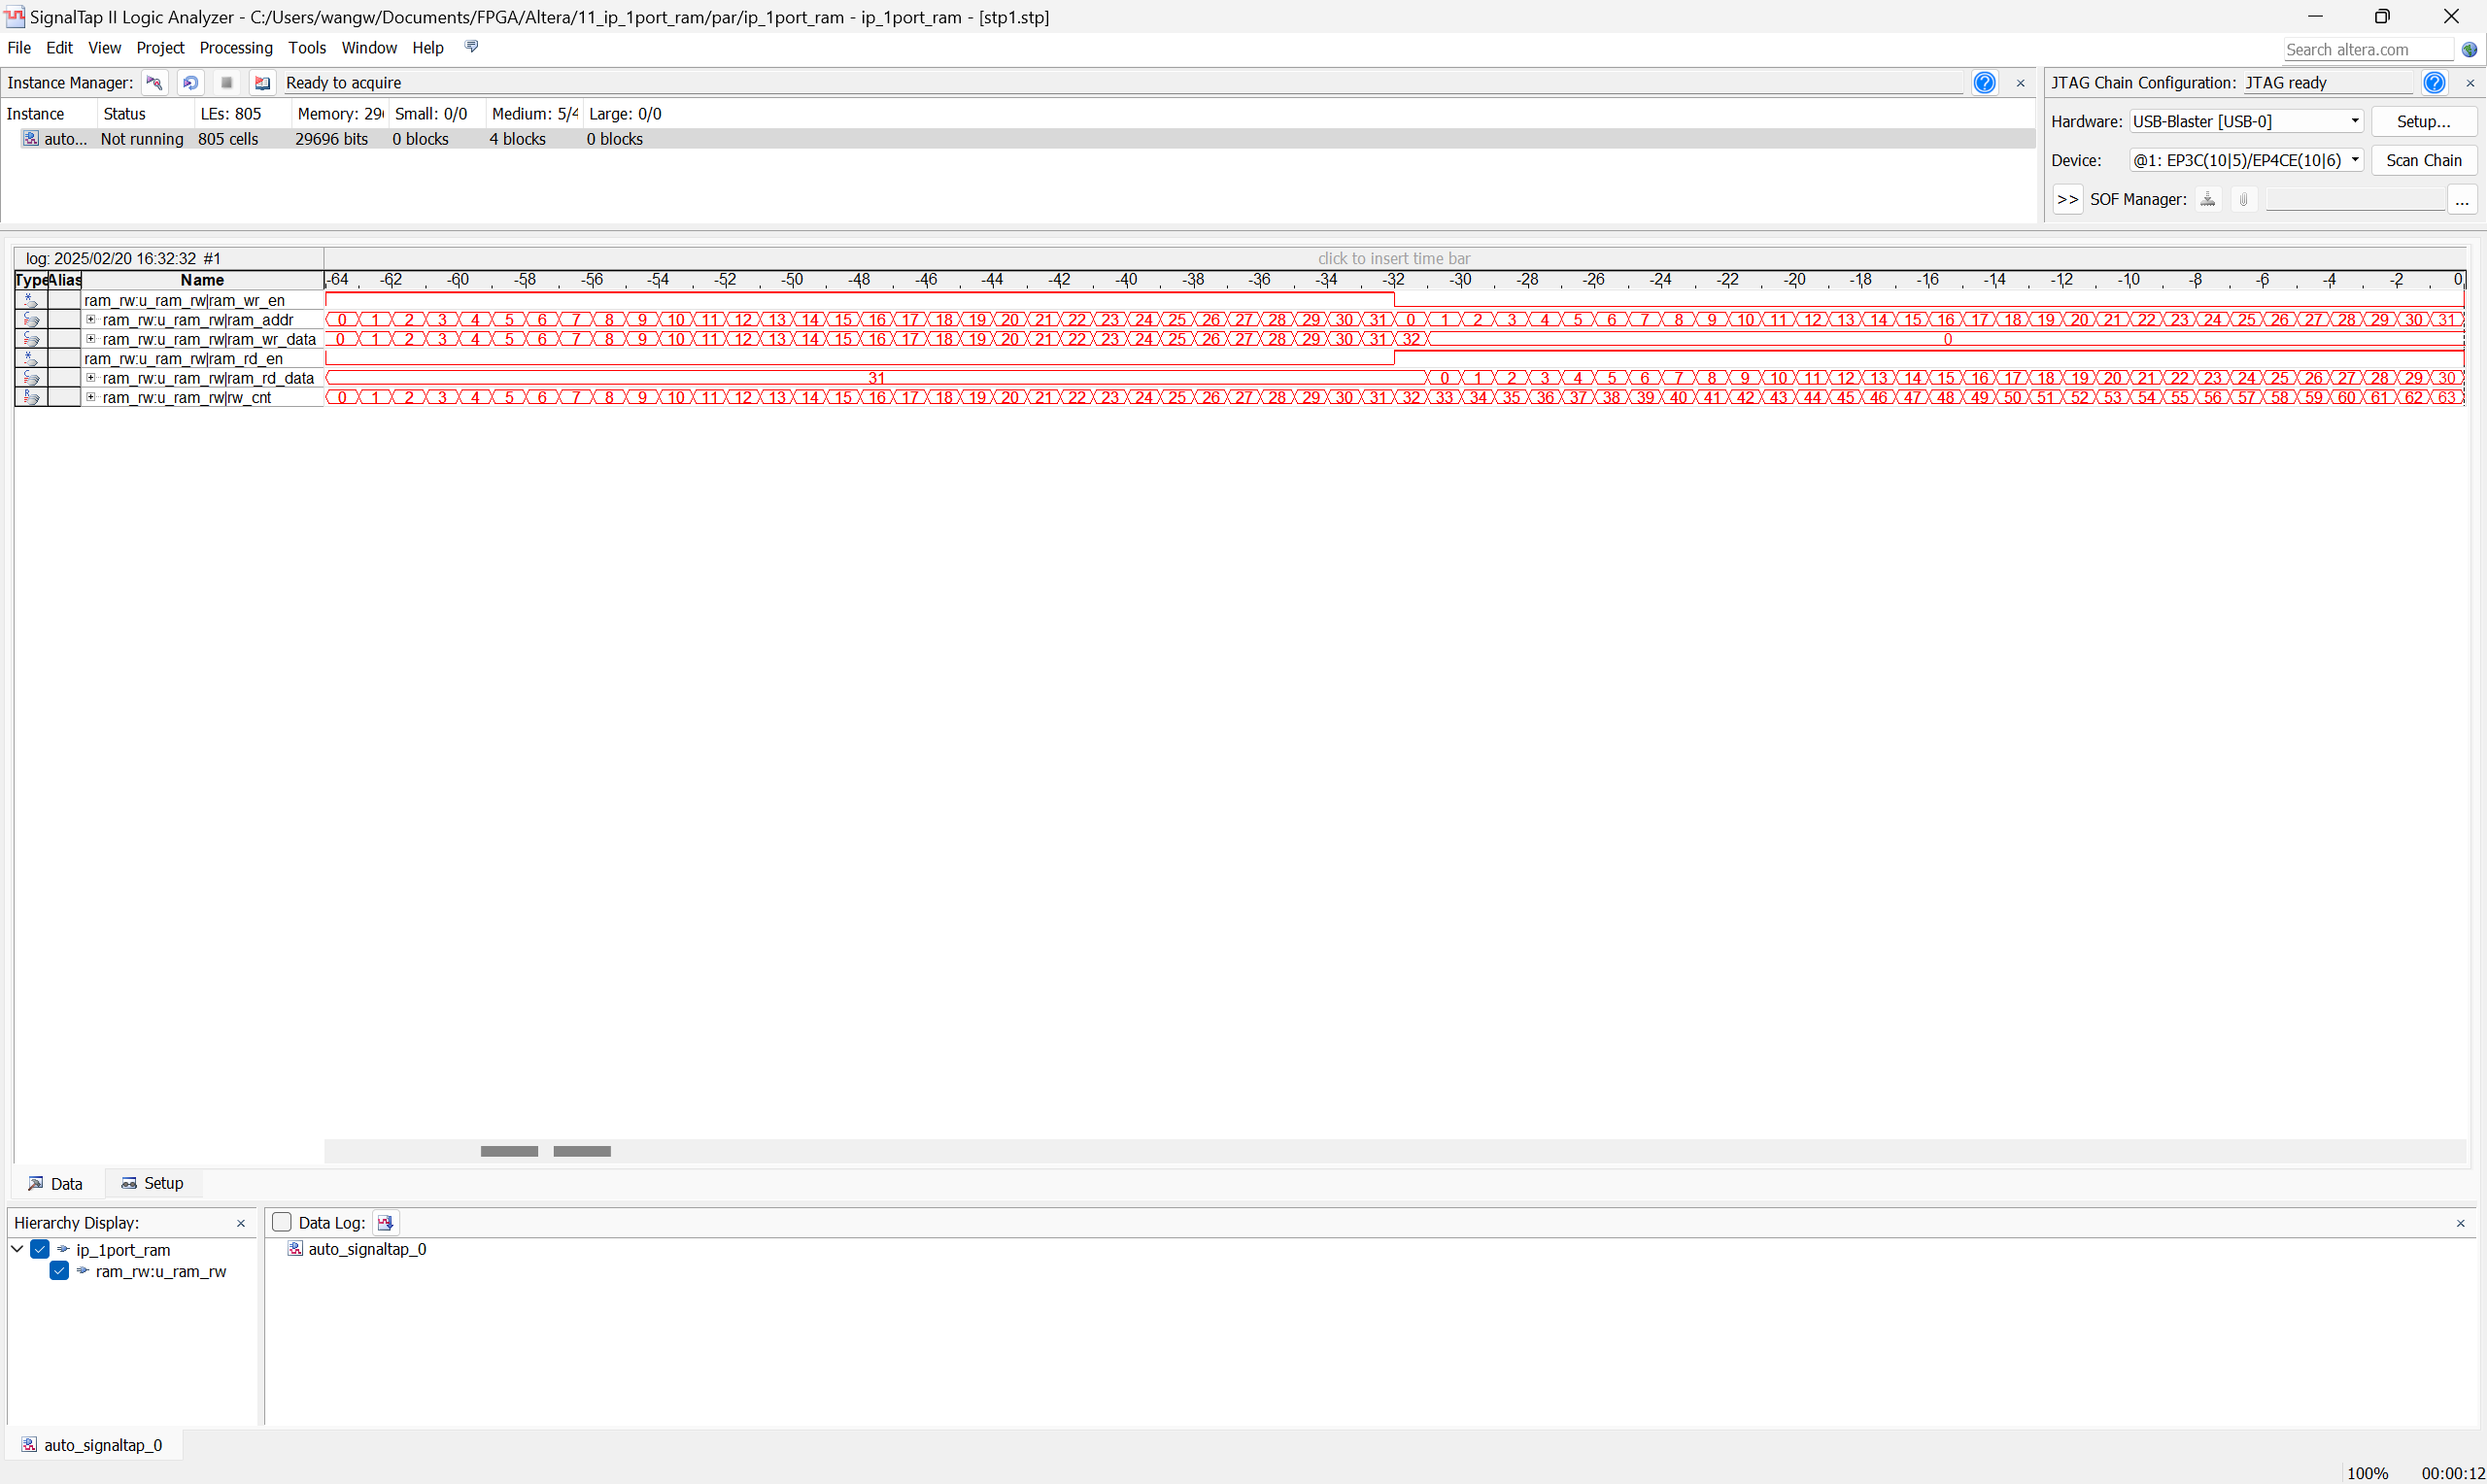 SignalTap II Logic Analyzer - C:/Users/wangw/Documents/FPGA/Altera/11_ip_1port_ram/par/ip_1port_ram - ip_1port_ram - [stp1.stp]
File Edit View Project Processing Tools Window Help
Search altera.com
Instance Manager: Ready to acquire
JTAG Chain Configuration: JTAG ready
Instance Status LEs: 805 Memory: 29 Small: 0/0 Medium: 5/4 Large: 0/0
auto... Not running 805 cells 29696 bits 0 blocks 4 blocks 0 blocks
Hardware: USB-Blaster [USB-0] Setup...
Device: @1: EP3C(10|5)/EP4CE(10|6) Scan Chain
>> SOF Manager: ...
log: 2025/02/20 16:32:32 #1 click to insert time bar
Type Alias Name -64 -62 -60 -58 -56 -54 -52 -50 -48 -46 -44 -42 -40 -38 -36 -34 -32 -30 -28 -26 -24 -22 -20 -18 -16 -14 -12 -10 -8 -6 -4 -2 0
ram_rw:u_ram_rw|ram_wr_en
ram_rw:u_ram_rw|ram_addr 0 1 2 3 4 5 6 7 8 9 10 11 12 13 14 15 16 17 18 19 20 21 22 23 24 25 26 27 28 29 30 31 0 1 2 3 4 5 6 7 8 9 10 11 12 13 14 15 16 17 18 19 20 21 22 23 24 25 26 27 28 29 30 31
ram_rw:u_ram_rw|ram_wr_data 0 1 2 3 4 5 6 7 8 9 10 11 12 13 14 15 16 17 18 19 20 21 22 23 24 25 26 27 28 29 30 31 32 0
ram_rw:u_ram_rw|ram_rd_en
ram_rw:u_ram_rw|ram_rd_data 31 0 1 2 3 4 5 6 7 8 9 10 11 12 13 14 15 16 17 18 19 20 21 22 23 24 25 26 27 28 29 30
ram_rw:u_ram_rw|rw_cnt 0 1 2 3 4 5 6 7 8 9 10 11 12 13 14 15 16 17 18 19 20 21 22 23 24 25 26 27 28 29 30 31 32 33 34 35 36 37 38 39 40 41 42 43 44 45 46 47 48 49 50 51 52 53 54 55 56 57 58 59 60 61 62 63
Data Setup
Hierarchy Display:
ip_1port_ram
ram_rw:u_ram_rw
Data Log:
auto_signaltap_0
auto_signaltap_0
100% 00:00:12